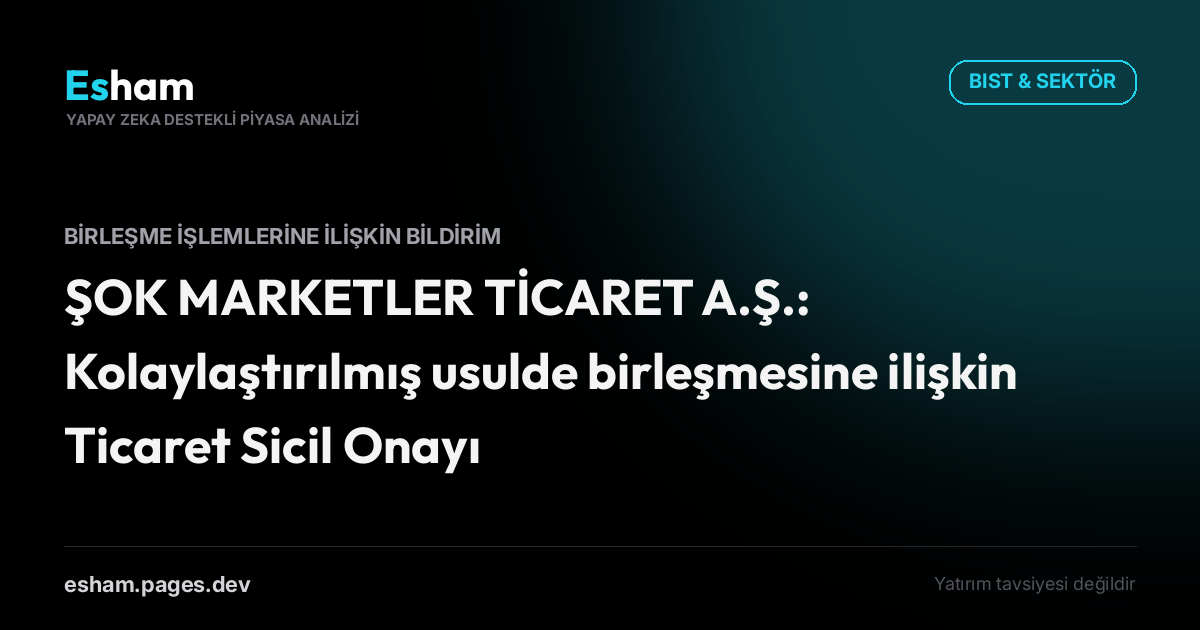 Esham
YAPAY ZEKA DESTEKLİ PİYASA ANALİZİ
BIST & SEKTÖR
BİRLEŞME İŞLEMLERİNE İLİŞKİN BİLDİRİM
ŞOK MARKETLER TİCARET A.Ş.:
Kolaylaştırılmış usulde birleşmesine ilişkin
Ticaret Sicil Onayı
esham.pages.dev
Yatırım tavsiyesi değildir